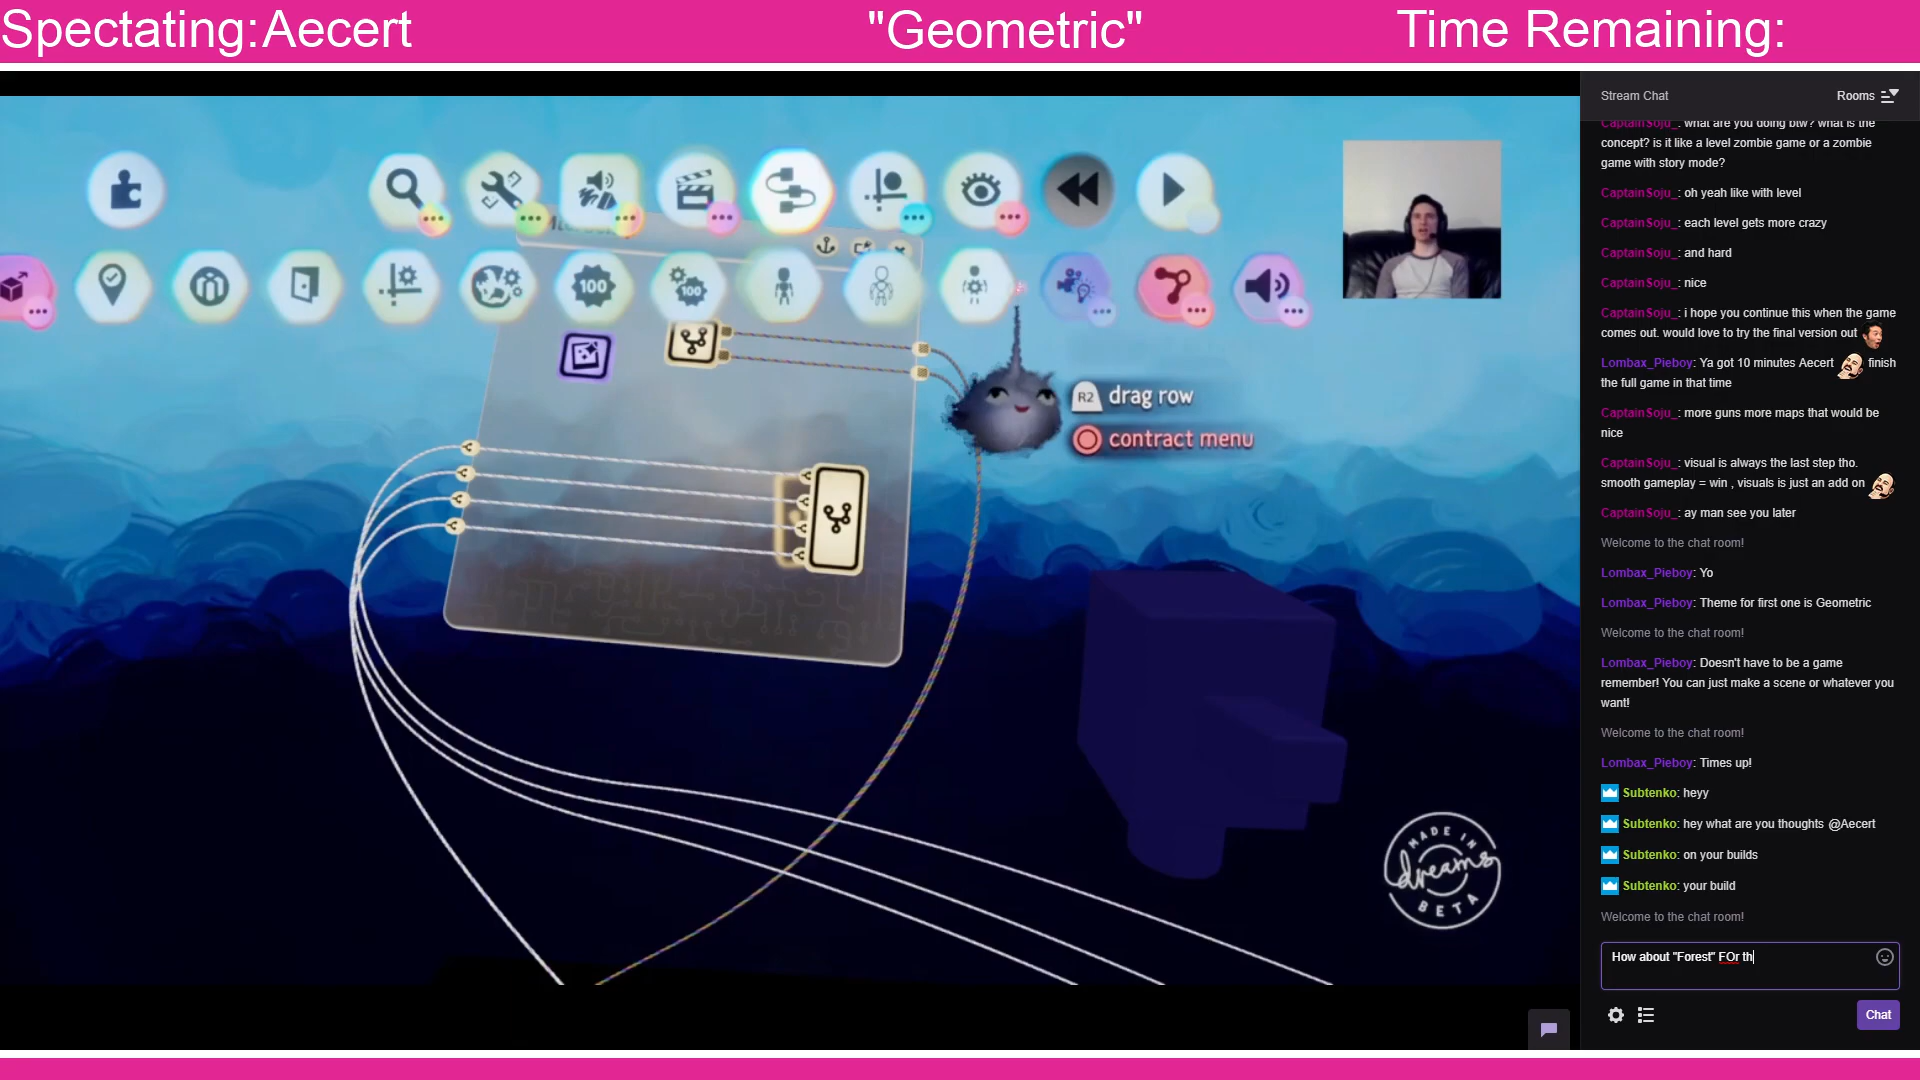 Spectating:Aecert
"Geometric"
Time Remaining:
Stream Chat
Rooms
CaptainSoju_: what are you doing btw? what is the
concept? is it like a level zombie game or a zombie
game with story mode?
CaptainSoju_: oh yeah like with level
CaptainSoju_: each level gets more crazy
CaptainSoju_: and hard
CaptainSoju_: nice
CaptainSoju_: i hope you continue this when the game
comes out. would love to try the final version out
Lombax_Pieboy: Ya got 10 minutes Aecert finish
the full game in that time
CaptainSoju_: more guns more maps that would be
nice
CaptainSoju_: visual is always the last step tho.
smooth gameplay = win , visuals is just an add on
CaptainSoju_: ay man see you later
Welcome to the chat room!
Lombax_Pieboy: Yo
Lombax_Pieboy: Theme for first one is Geometric
Welcome to the chat room!
Lombax_Pieboy: Doesn't have to be a game
remember! You can just make a scene or whatever you
want!
Welcome to the chat room!
Lombax_Pieboy: Times up!
Subtenko: heyy
Subtenko: hey what are you thoughts @Aecert
Subtenko: on your builds
Subtenko: your build
Welcome to the chat room!
How about "Forest" FOr th
Chat
100
100
R2 drag row
contract menu
MADE IN
dreams
BETA